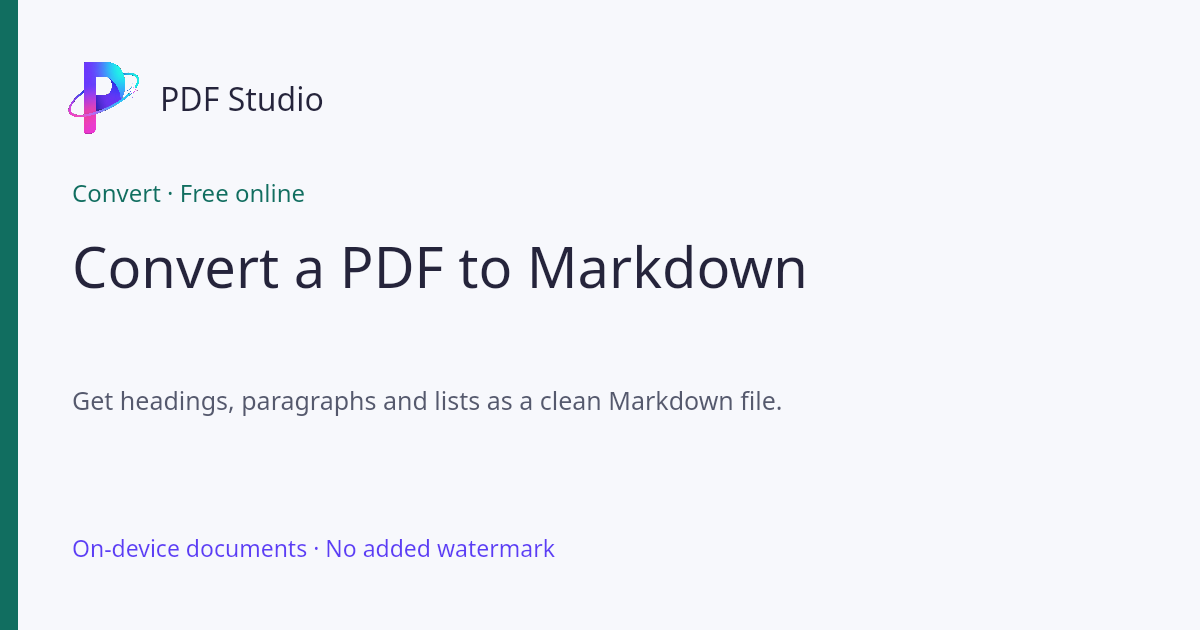 PDF Studio
Convert · Free online
Convert a PDF to Markdown
Get headings, paragraphs and lists as a clean Markdown file.
On-device documents · No added watermark